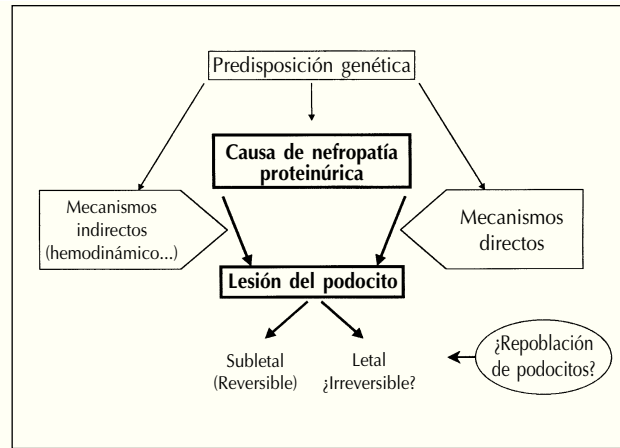 Predisposición genética
Causa de nefropatía
proteinúrica
Mecanismos
indirectos
(hemodinámico...)
Mecanismos
directos
Lesión del podocito
Subletal
(Reversible)
Letal
¿Irreversible?
¿Repoblación
de podocitos?